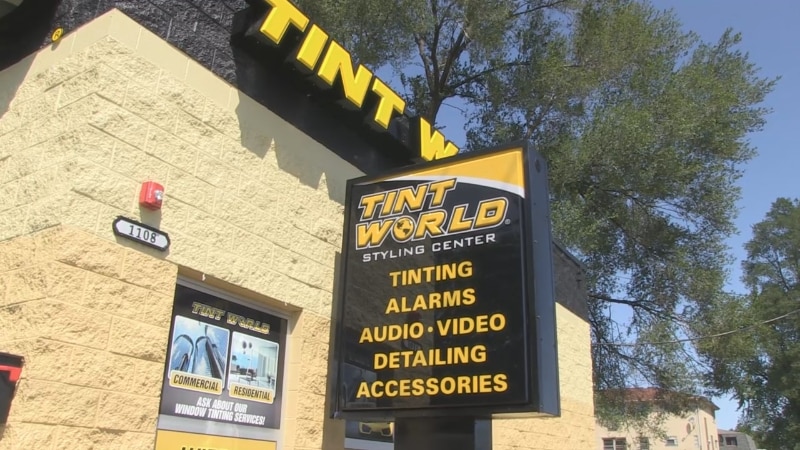 TINT W
TINT
WORLD®
STYLING CENTER
TINTING
ALARMS
AUDIO·VIDEO
DETAILING
ACCESSORIES
1108
TINT WORLD
COMMERCIAL
RESIDENTIAL
ASK ABOUT OUR
WINDOW TINTING SERVICES!